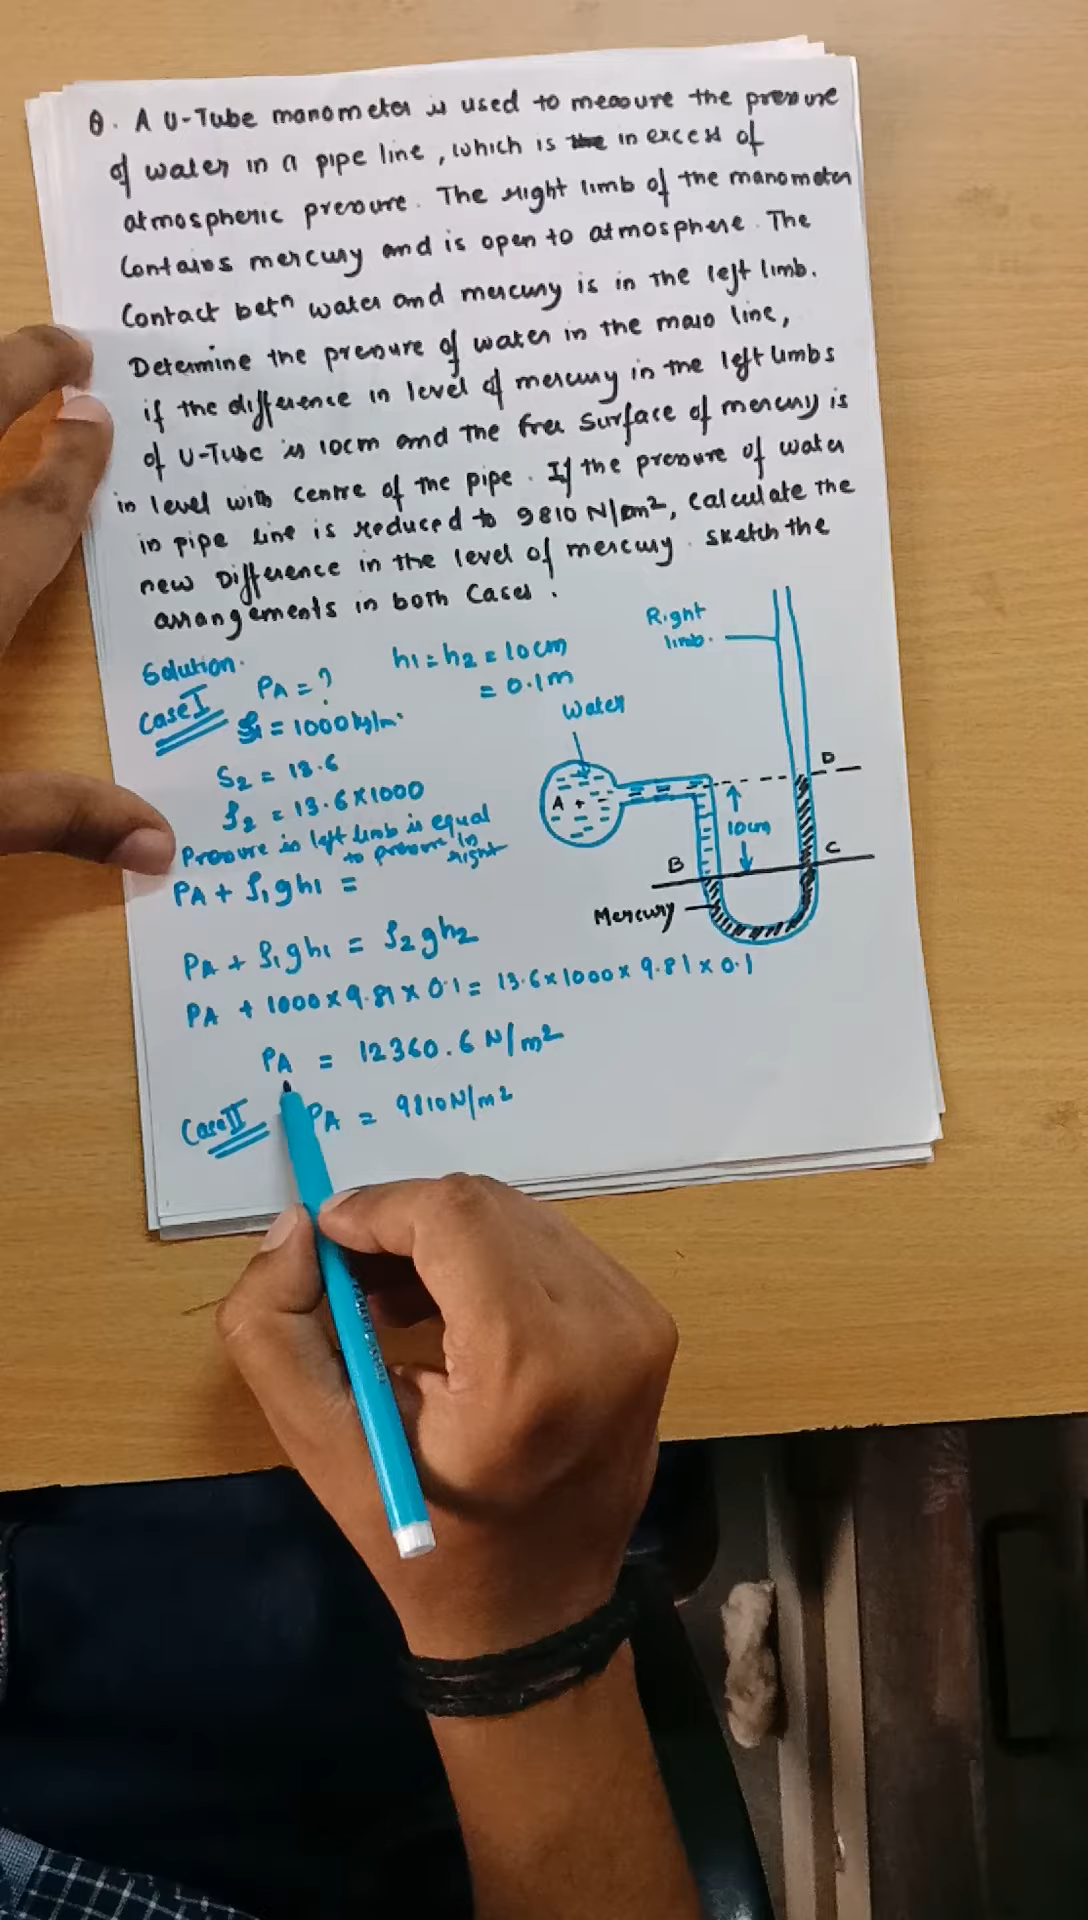 Q. A U-Tube manometer is used to measure the pressure
of water in a pipe line, which is the in excess of
atmospheric pressure. The right limb of the manometer
Contains mercury and is open to atmosphere. The
Contact betn water and mercury is in the left limb.
Determine the pressure of water in the main line,
if the difference in level of mercury in the left limbs
of U-Tube is 10cm and the free surface of mercury is
in level with centre of the pipe. If the pressure of water
in pipe line is reduced to 9810 N/m², calculate the
new Difference in the level of mercury. sketch the
arrangements in both Cases.
Solution.
Case I
PA = ?
h1 = h2 = 10cm
= 0.1m
ρ1 = 1000 kg/m³
S2 = 13.6
ρ2 = 13.6 × 1000
Pressure in left limb is equal
to pressure in
right
PA + ρ1gh1 =
PA + ρ1gh1 = ρ2gh2
PA + 1000 × 9.81 × 0.1 = 13.6 × 1000 × 9.81 × 0.1
PA = 12360.6 N/m²
Case II
PA = 9810 N/m²
Right
limb.
Water
A +
D
10cm
B
C
Mercury